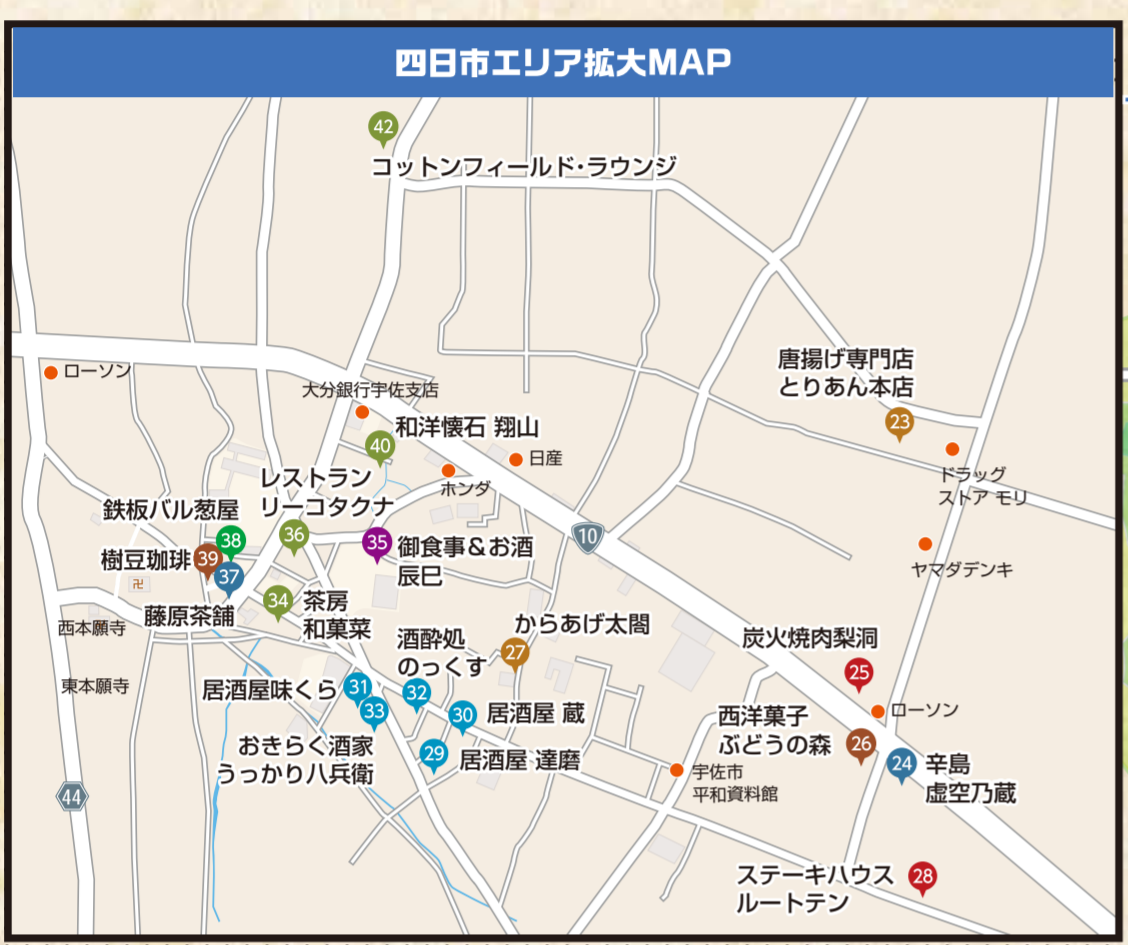 四日市エリア拡大MAP
42
コットンフィールド・ラウンジ
ローソン
大分銀行宇佐支店
唐揚げ専門店
とりあん本店
23
和洋懐石 翔山
40
日産
ホンダ
ドラッグ
ストア モリ
レストラン
リーコタクナ
36
鉄板バル葱屋
38
樹豆珈琲
39
37
藤原茶舗
卍
西本願寺
東本願寺
35
御食事&お酒
辰巳
10
ヤマダデンキ
34
茶房
和菓菜
酒酔処
のっくす
32
からあげ太閤
27
炭火焼肉梨洞
25
ローソン
居酒屋味くら
31
33
おきらく酒家
うっかり八兵衛
30
居酒屋 蔵
29
居酒屋 達磨
西洋菓子
ぶどうの森
26
24
辛島
虚空乃蔵
宇佐市
平和資料館
44
ステーキハウス
ルートテン
28